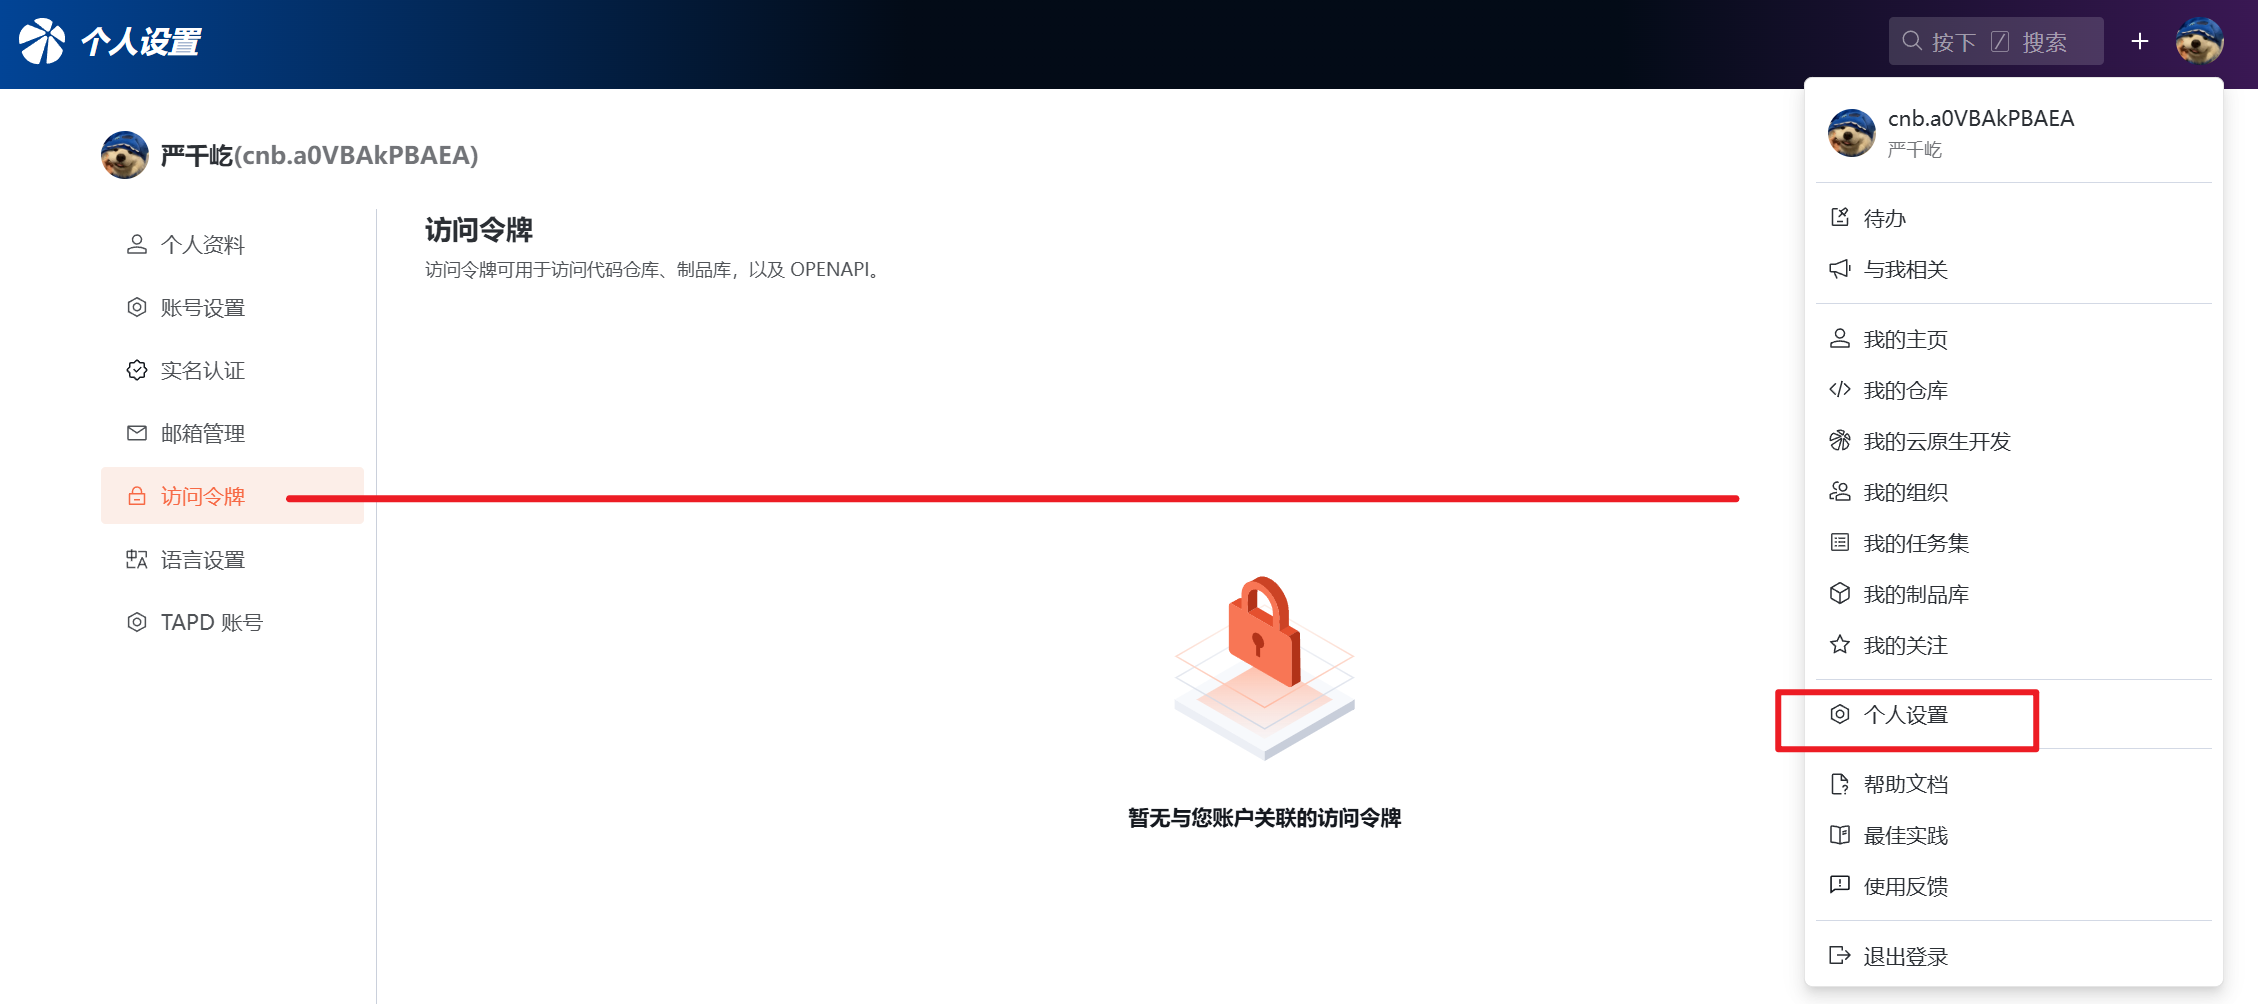 个人设置
按下 / 搜索
严千屹(cnb.a0VBAkPBAEA)
个人资料
账号设置
实名认证
邮箱管理
访问令牌
语言设置
TAPD 账号
访问令牌
访问令牌可用于访问代码仓库、制品库，以及 OPENAPI。
暂无与您账户关联的访问令牌
cnb.a0VBAkPBAEA
严千屹
待办
与我相关
我的主页
我的仓库
我的云原生开发
我的组织
我的任务集
我的制品库
我的关注
个人设置
帮助文档
最佳实践
使用反馈
退出登录